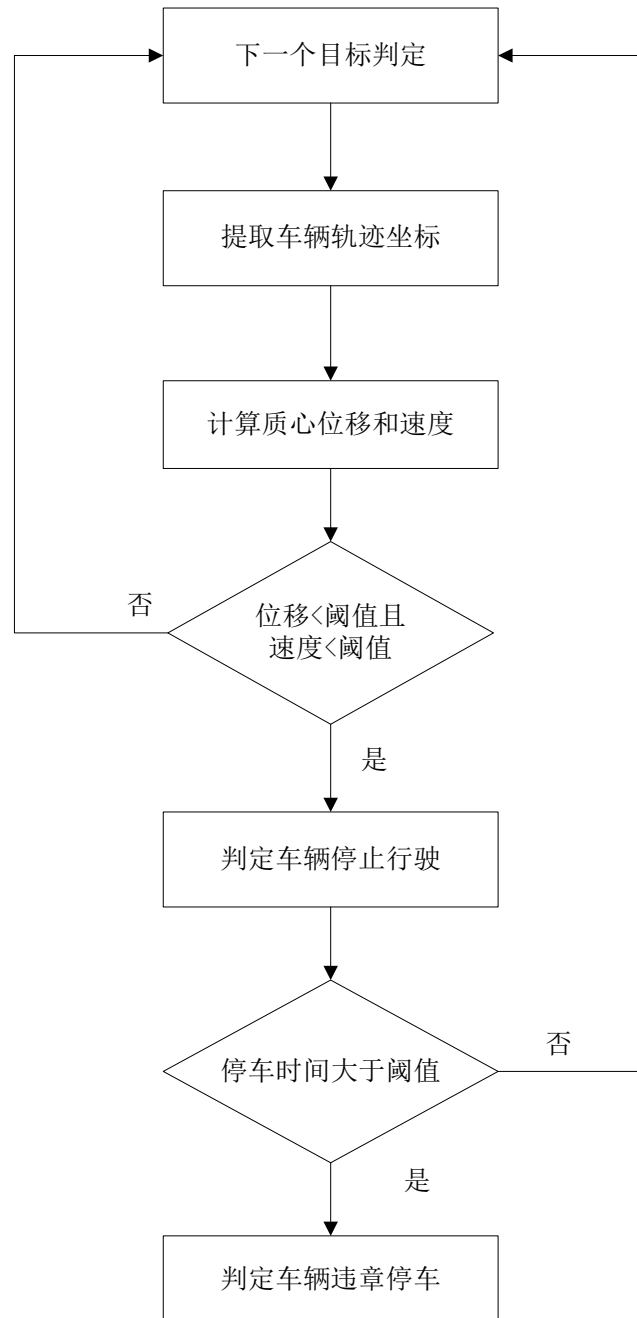 下一个目标判定
提取车辆轨迹坐标
计算质心位移和速度
否
位移<阈值且
速度<阈值
是
判定车辆停止行驶
停车时间大于阈值
否
是
判定车辆违章停车